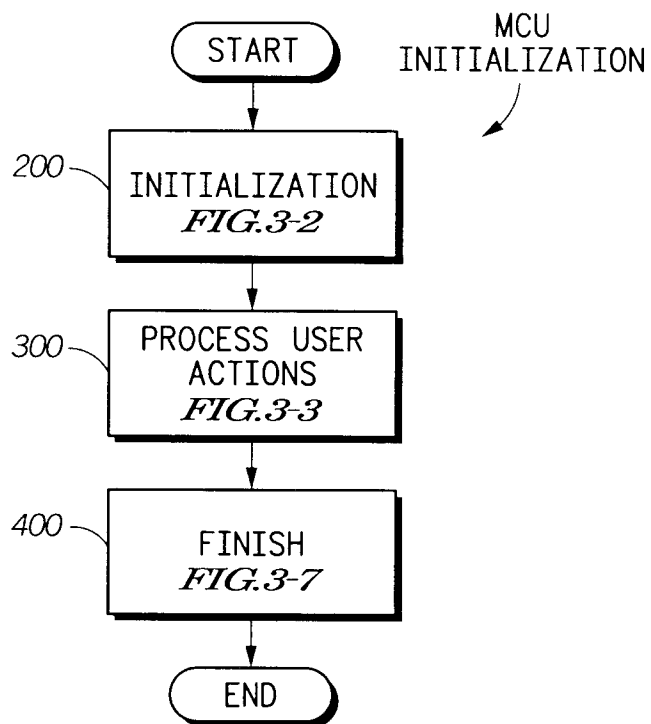 START
MCU
INITIALIZATION
200
INITIALIZATION
FIG.3-2
300
PROCESS USER
ACTIONS
FIG.3-3
400
FINISH
FIG.3-7
END